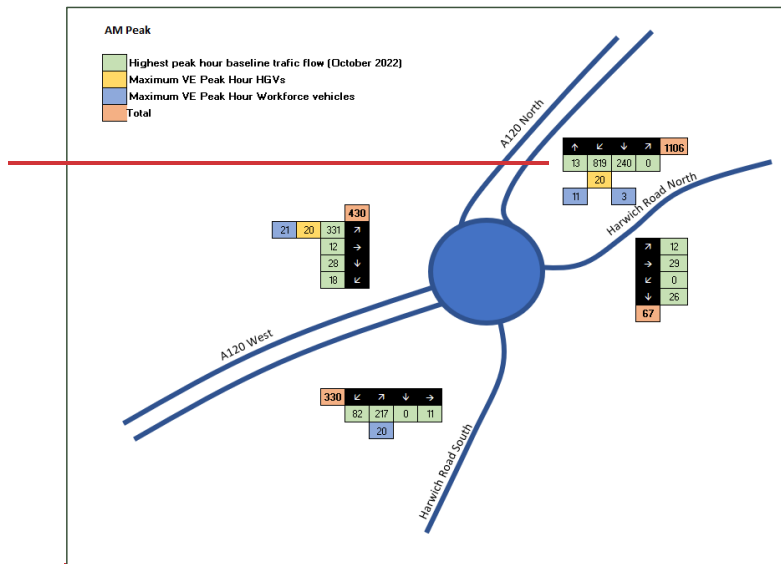 AM Peak
Highest peak hour baseline trafic flow (October 2022)
Maximum VE Peak Hour HGVs
Maximum VE Peak Hour Workforce vehicles
Total
A120 North
↑ ↙ ↓ ↗ 1106
13 819 240 0
20
11 3
Harwich Road North
430
21 20 331 ↗
12 →
28 ↓
18 ↙
↗ 12
→ 29
↙ 0
↓ 26
67
A120 West
330 ↙ ↗ ↓ →
82 217 0 11
20
Harwich Road South